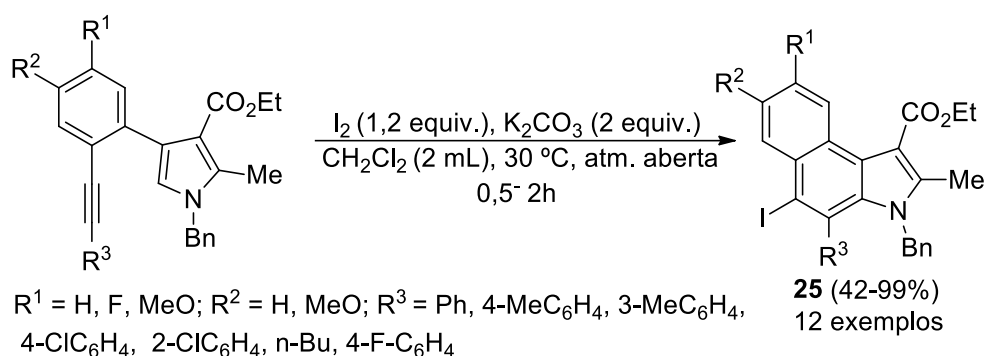 R¹
R²
CO₂Et
Me
N
Bn
R³
I₂ (1,2 equiv.), K₂CO₃ (2 equiv.)
CH₂Cl₂ (2 mL), 30 ºC, atm. aberta
0,5- 2h
R¹
R²
CO₂Et
Me
N
I
Bn
R³
25 (42-99%)
12 exemplos
R¹ = H, F, MeO; R² = H, MeO; R³ = Ph, 4-MeC₆H₄, 3-MeC₆H₄,
4-ClC₆H₄, 2-ClC₆H₄, n-Bu, 4-F-C₆H₄